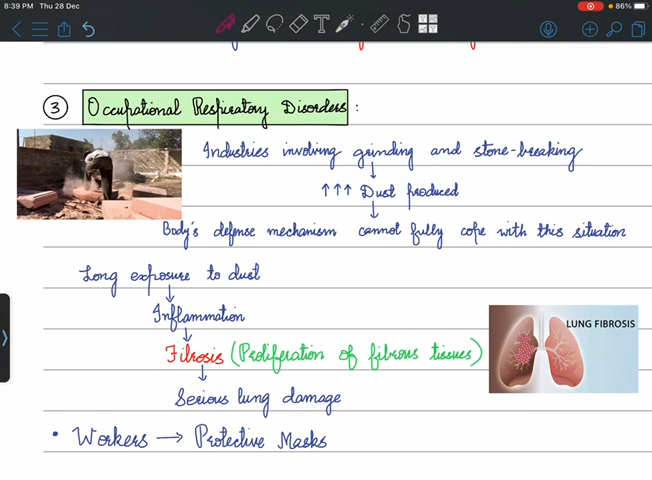 8:39 PM Thu 28 Dec
86%
③ Occupational Respiratory Disorders :
Industries involving grinding and stone-breaking
↓
↑↑↑ Dust produced
↓
Body's defense mechanism cannot fully cope with this situation
Long exposure to dust
↓
Inflammation
↓
Fibrosis (Proliferation of fibrous tissues)
↓
Serious lung damage
LUNG FIBROSIS
• Workers → Protective Masks